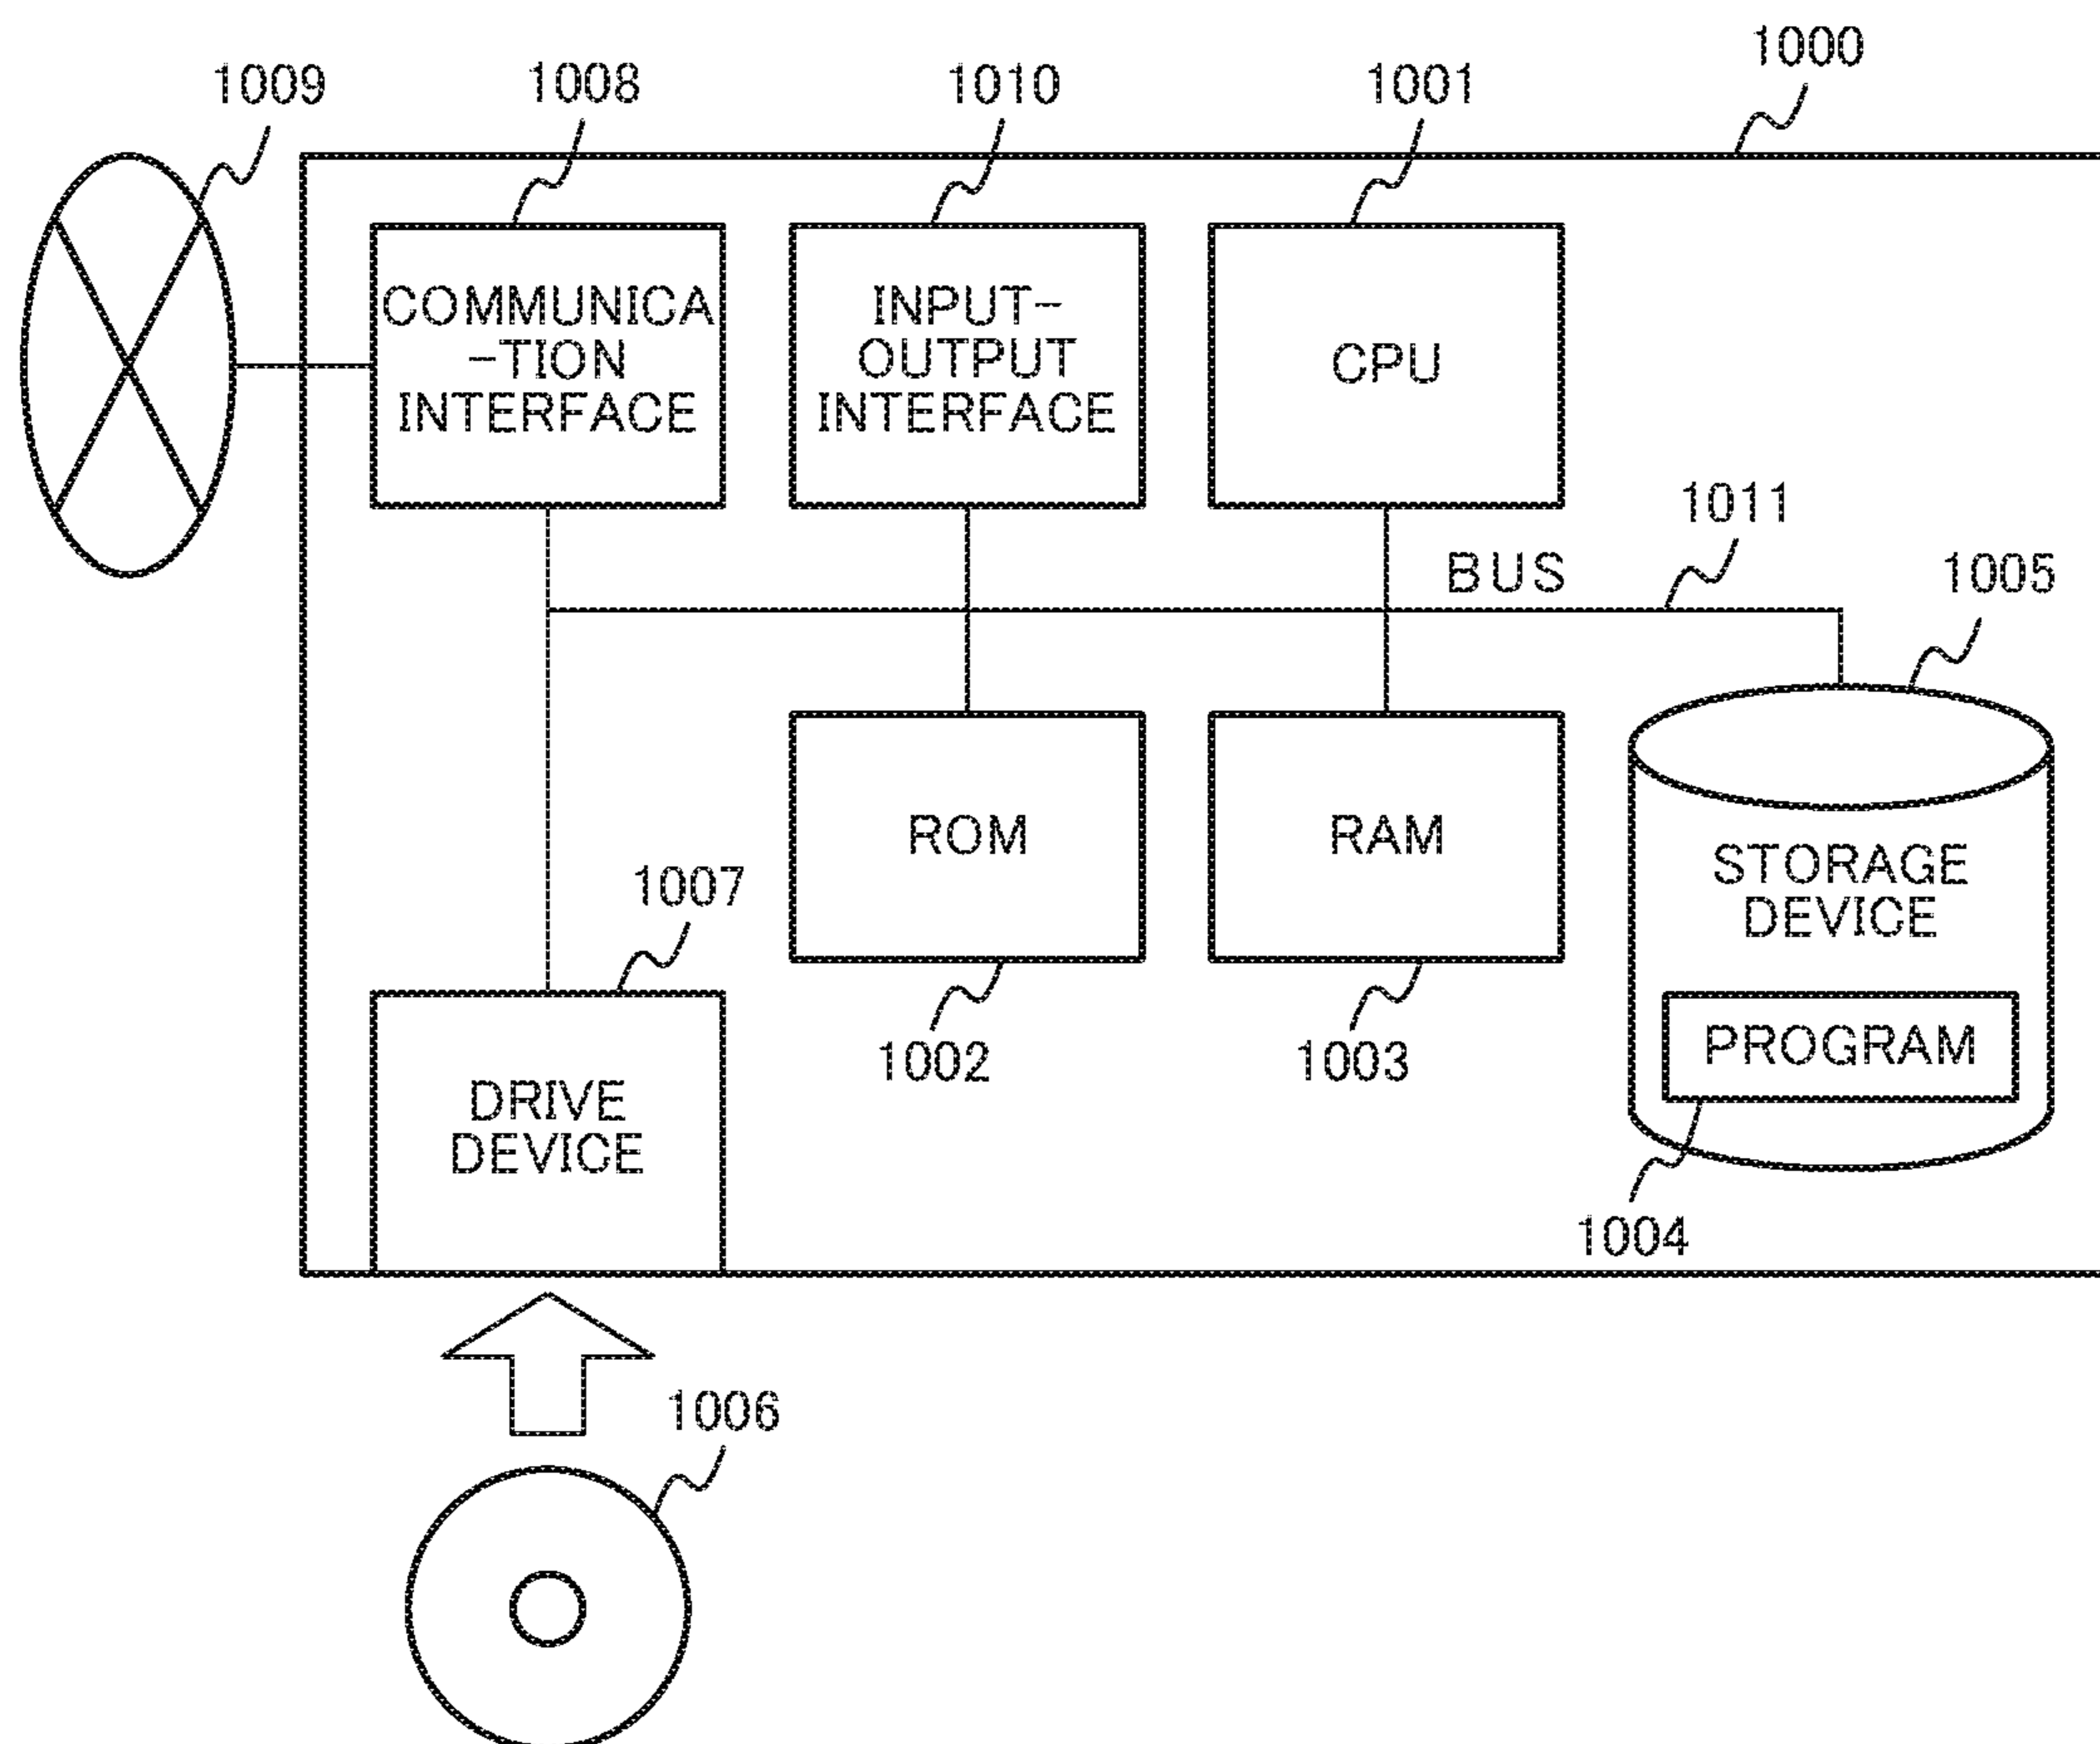 1000
1009
1008
1010
1001
COMMUNICA
-TION
INTERFACE
INPUT-
OUTPUT
INTERFACE
CPU
1011
BUS
1005
ROM
RAM
STORAGE
DEVICE
1007
1002
1003
PROGRAM
DRIVE
DEVICE
1004
1006